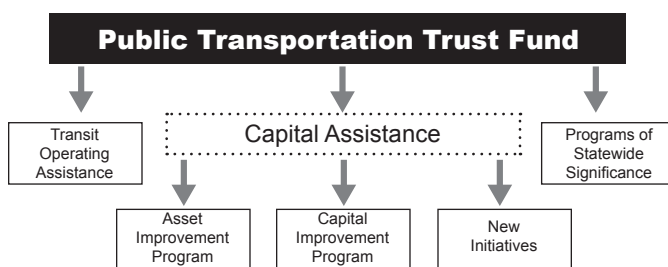 Public Transportation Trust Fund
Transit
Operating
Assistance
Capital Assistance
Programs of
Statewide
Significance
Asset
Improvement
Program
Capital
Improvement
Program
New
Initiatives